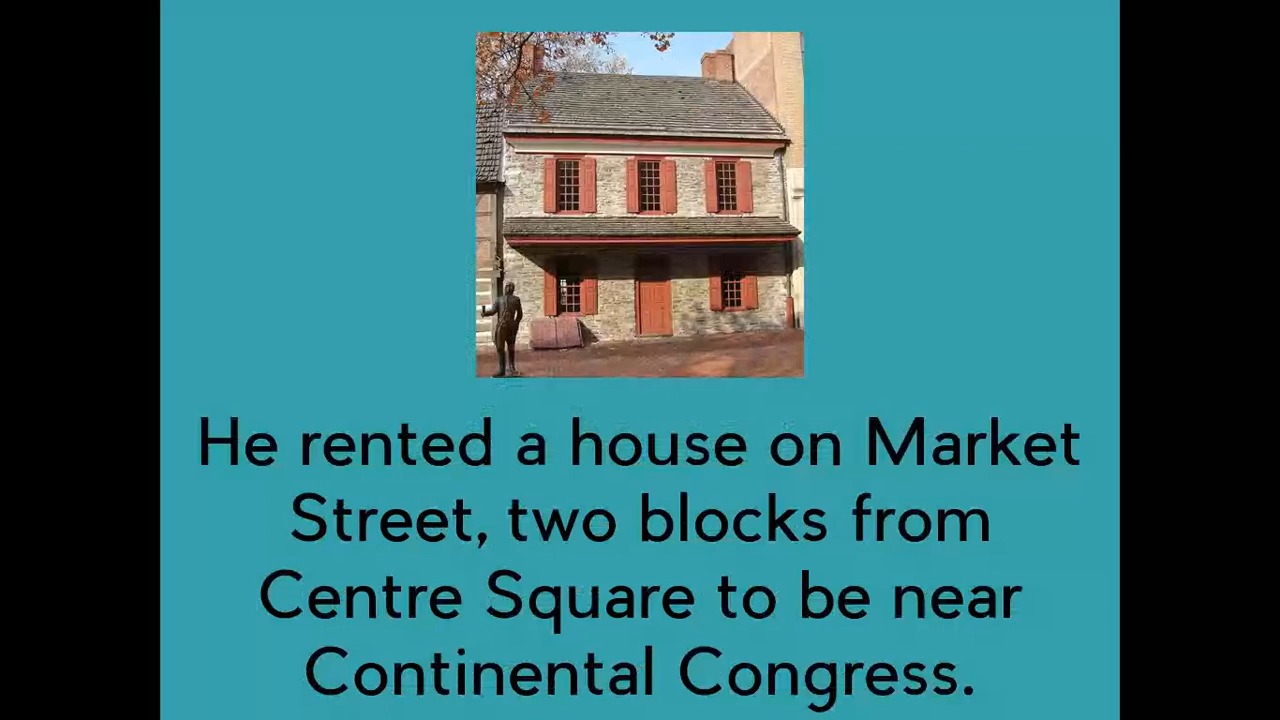 He rented a house on Market
Street, two blocks from
Centre Square to be near
Continental Congress.